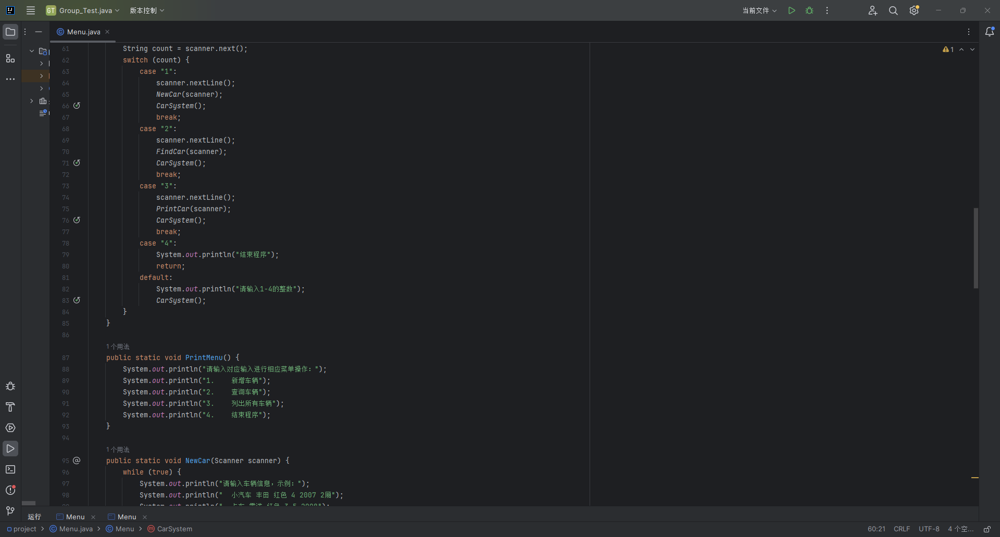 GT Group_Test.java 版本控制 当前文件
Menu.java
1
61 String count = scanner.next();
62 switch (count) {
63 case "1":
64 scanner.nextLine();
65 NewCar(scanner);
66 CarSystem();
67 break;
68 case "2":
69 scanner.nextLine();
70 FindCar(scanner);
71 CarSystem();
72 break;
73 case "3":
74 scanner.nextLine();
75 PrintCar(scanner);
76 CarSystem();
77 break;
78 case "4":
79 System.out.println("结束程序");
80 return;
81 default:
82 System.out.println("请输入1-4的整数");
83 CarSystem();
84 }
85 }
86
1个用法
87 public static void PrintMenu() {
88 System.out.println("请输入对应输入进行相应菜单操作：");
89 System.out.println("1.    新增车辆");
90 System.out.println("2.    查询车辆");
91 System.out.println("3.    列出所有车辆");
92 System.out.println("4.    结束程序");
93 }
94
1个用法
95 public static void NewCar(Scanner scanner) {
96 while (true) {
97 System.out.println("请输入车辆信息，示例：");
98 System.out.println("  小汽车 丰田 红色 4 2007 2厢");
运行 Menu Menu
project Menu.java Menu CarSystem 60:21 CRLF UTF-8 4 个空...